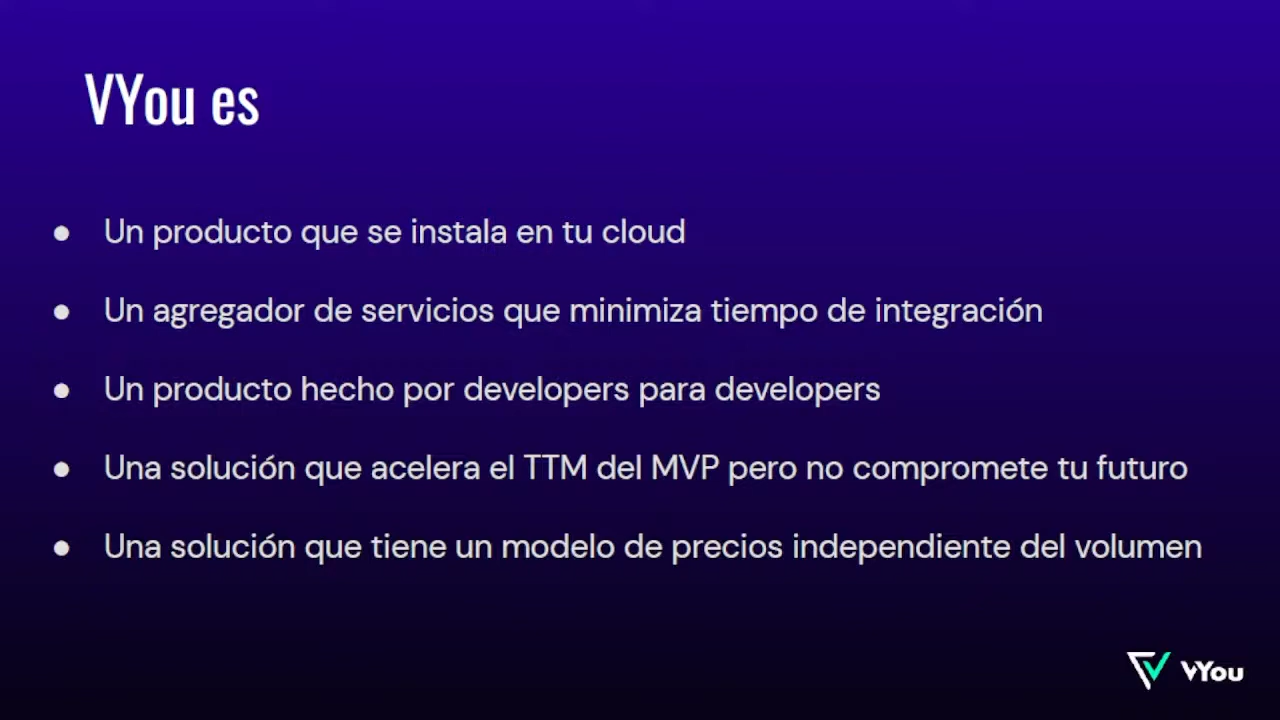 VYou es
● Un producto que se instala en tu cloud
● Un agregador de servicios que minimiza tiempo de integración
● Un producto hecho por developers para developers
● Una solución que acelera el TTM del MVP pero no compromete tu futuro
● Una solución que tiene un modelo de precios independiente del volumen
VYou